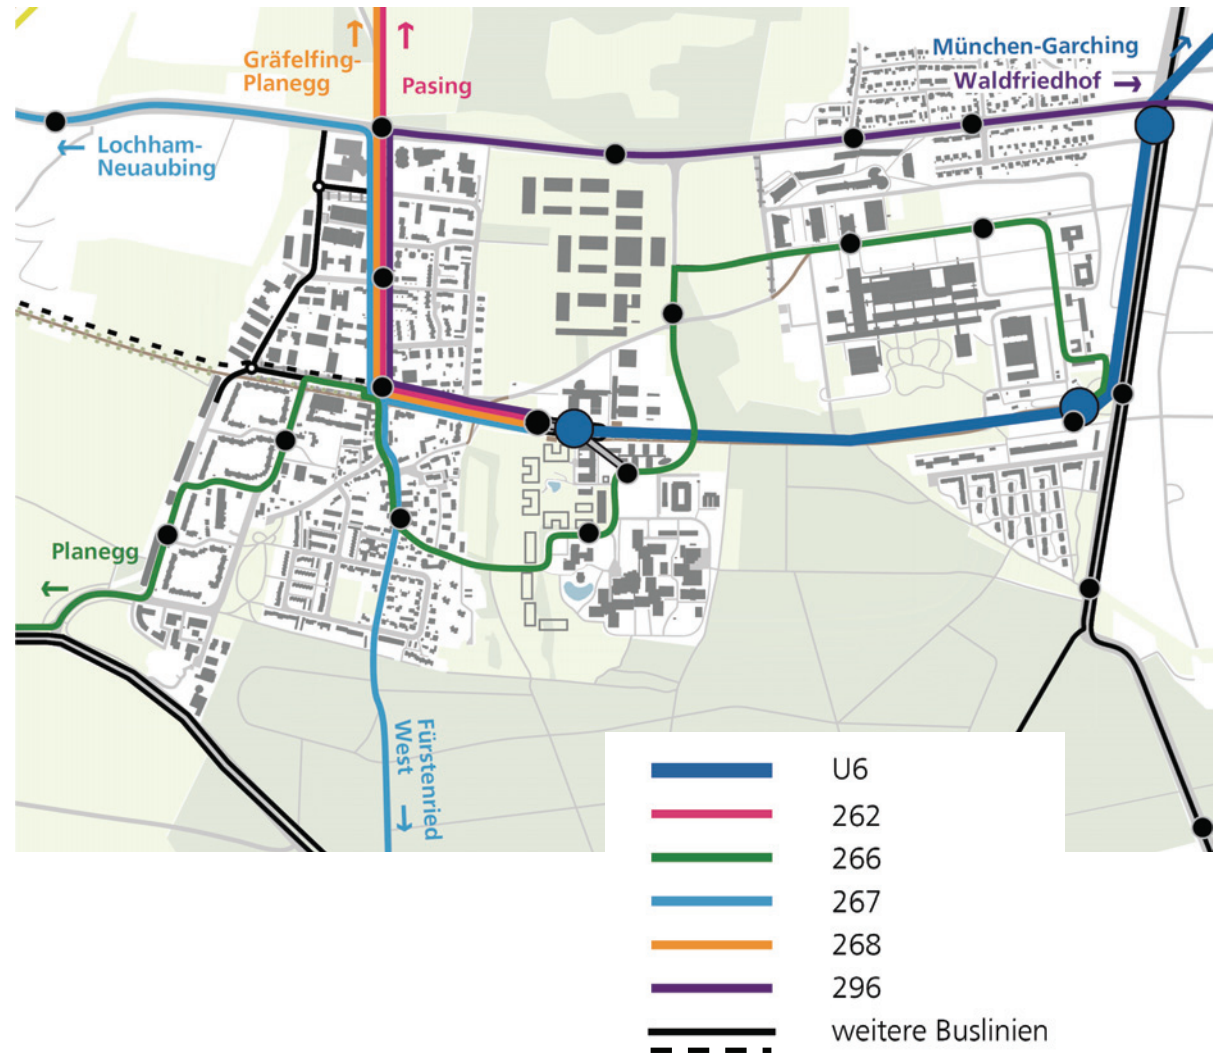 Gräfelfing-
Planegg
Pasing
München-Garching
Waldfriedhof
Lochham-
Neuaubing
Planegg
Fürstenried
West
U6
262
266
267
268
296
weitere Buslinien